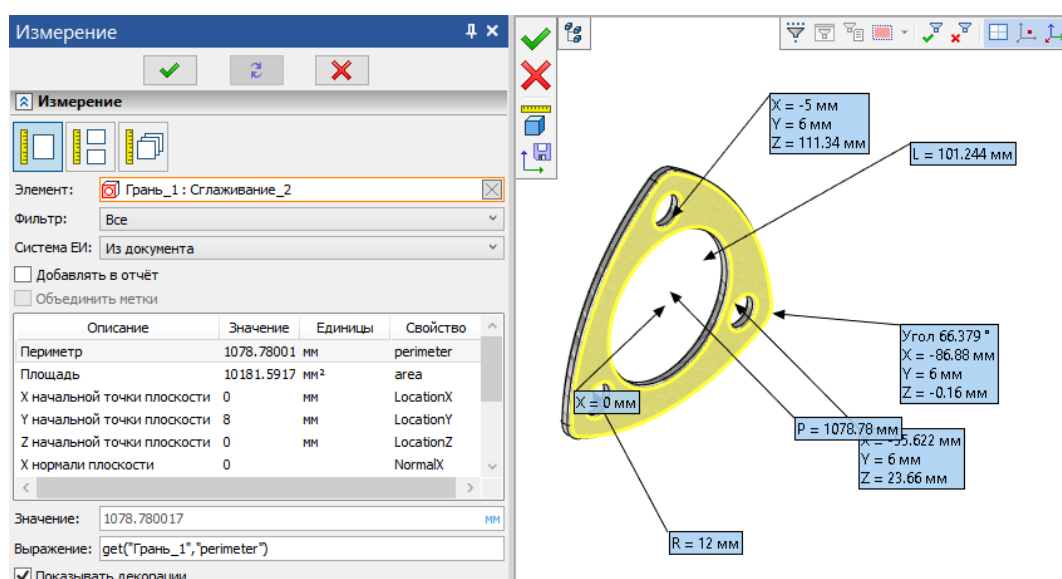 Измерение
Измерение
Элемент: Грань_1 : Сглаживание_2
Фильтр: Все
Система ЕИ: Из документа
Добавлять в отчёт
Объединить метки
Описание Значение Единицы Свойство
Периметр 1078.78001 мм perimeter
Площадь 10181.5917 мм² area
X начальной точки плоскости 0 мм LocationX
Y начальной точки плоскости 8 мм LocationY
Z начальной точки плоскости 0 мм LocationZ
X нормали плоскости 0 NormalX
Значение: 1078.780017 мм
Выражение: get("Грань_1","perimeter")
Показывать декорации
X = -5 мм
Y = 6 мм
Z = 111.34 мм
L = 101.244 мм
Угол 66.379 °
X = -86.88 мм
Y = 6 мм
Z = -0.16 мм
X = 0 мм
P = 1078.78 мм
5.622 мм
Y = 6 мм
Z = 23.66 мм
R = 12 мм